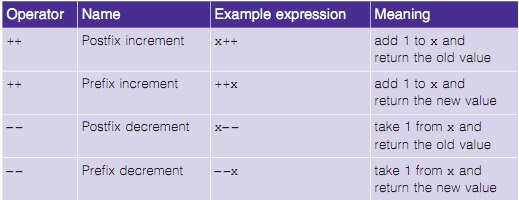 Operator Name Example expression Meaning
++ Postfix increment x++ add 1 to x and
return the old value
++ Prefix increment ++x add 1 to x and
return the new value
-- Postfix decrement x-- take 1 from x and
return the old value
-- Prefix decrement --x take 1 from x and
return the new value